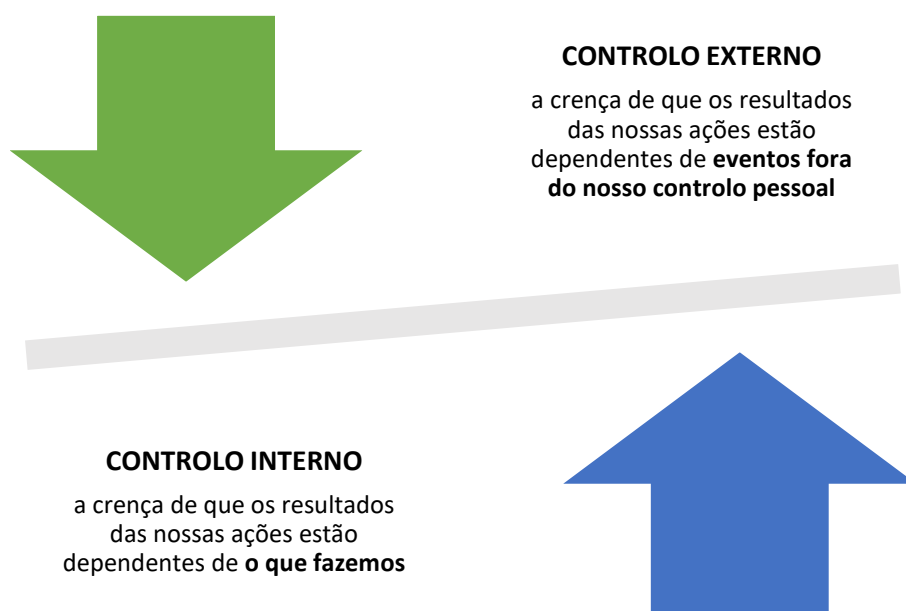 CONTROLO EXTERNO
a crença de que os resultados
das nossas ações estão
dependentes de eventos fora
do nosso controlo pessoal
CONTROLO INTERNO
a crença de que os resultados
das nossas ações estão
dependentes de o que fazemos